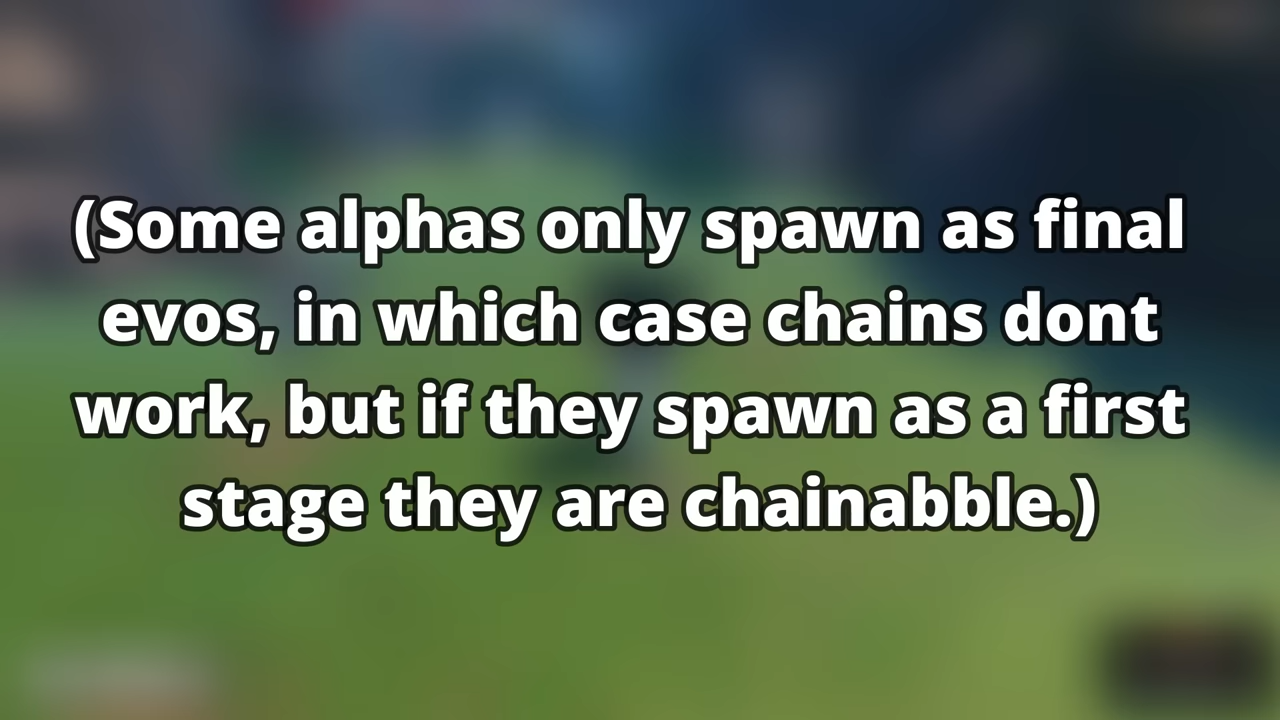 (Some alphas only spawn as final
evos, in which case chains dont
work, but if they spawn as a first
stage they are chainabble.)